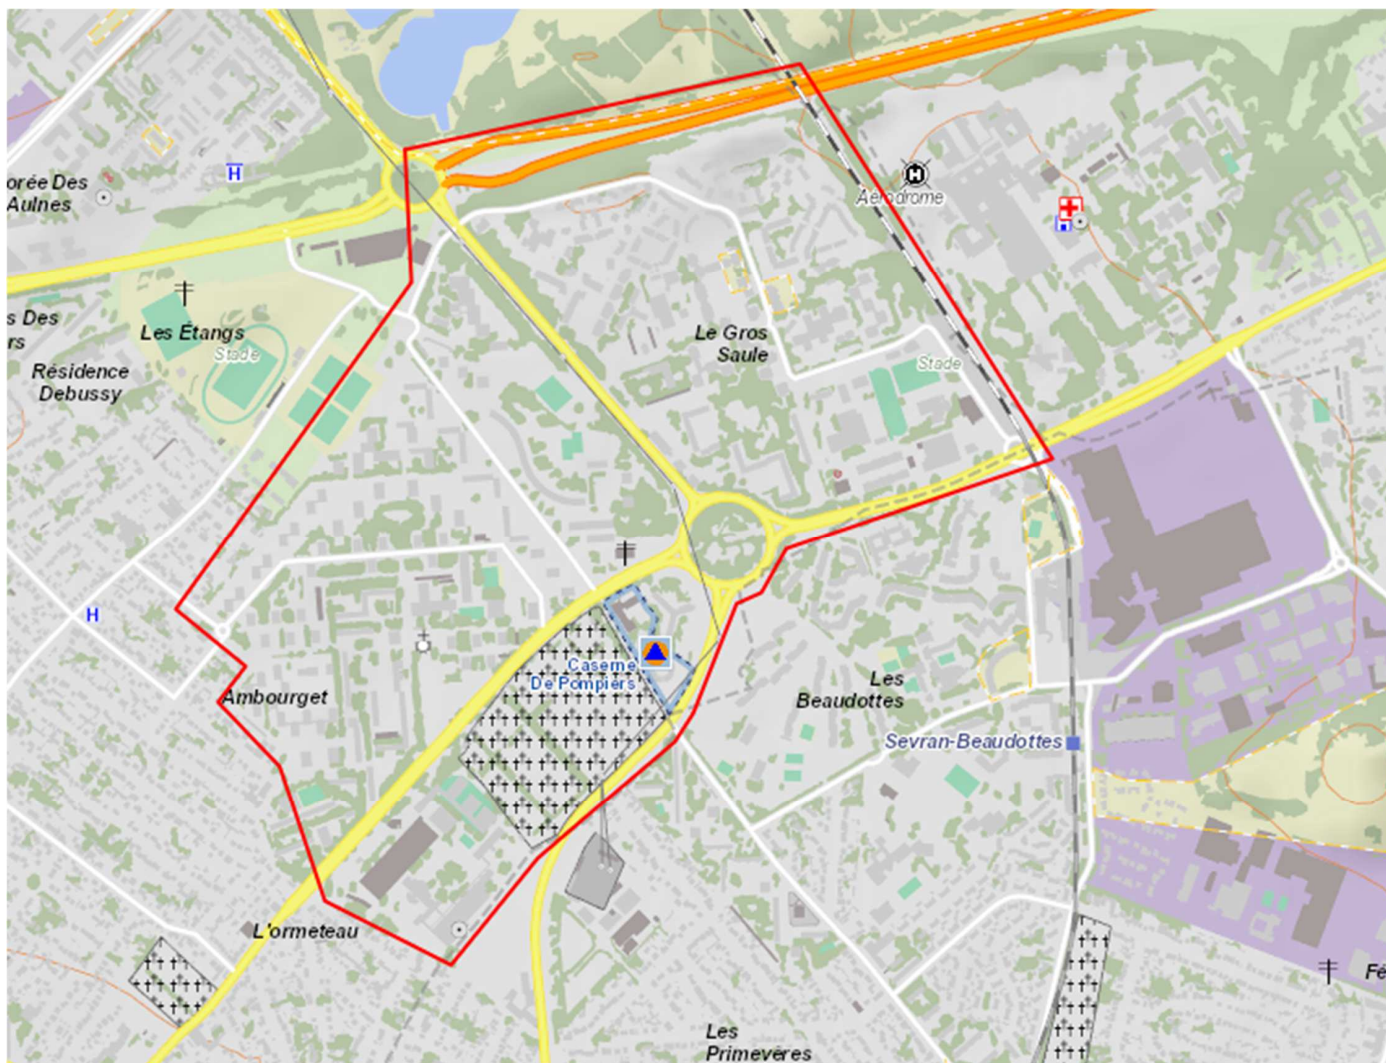 H
orée Des
Aulnes
H
Aérodrome
s Des
rs
Les Étangs
Stade
Résidence
Debussy
Le Gros
Saule
Stade
H
Caserne
De Pompiers
Ambourget
Les
Beaudottes
Sevran-Beaudottes
L'ormeteau
Fé
Les
Primevères